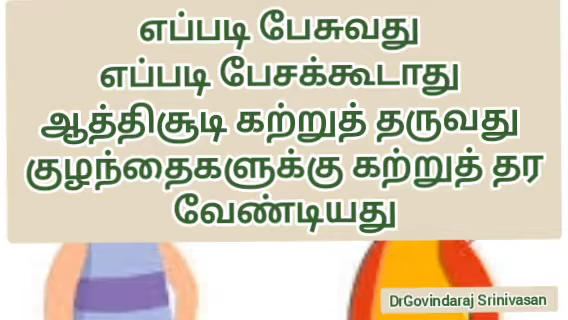 எப்படி பேசுவது
எப்படி பேசக்கூடாது
ஆத்திசூடி கற்றுத் தருவது
குழந்தைகளுக்கு கற்றுத் தர
வேண்டியது
DrGovindaraj Srinivasan